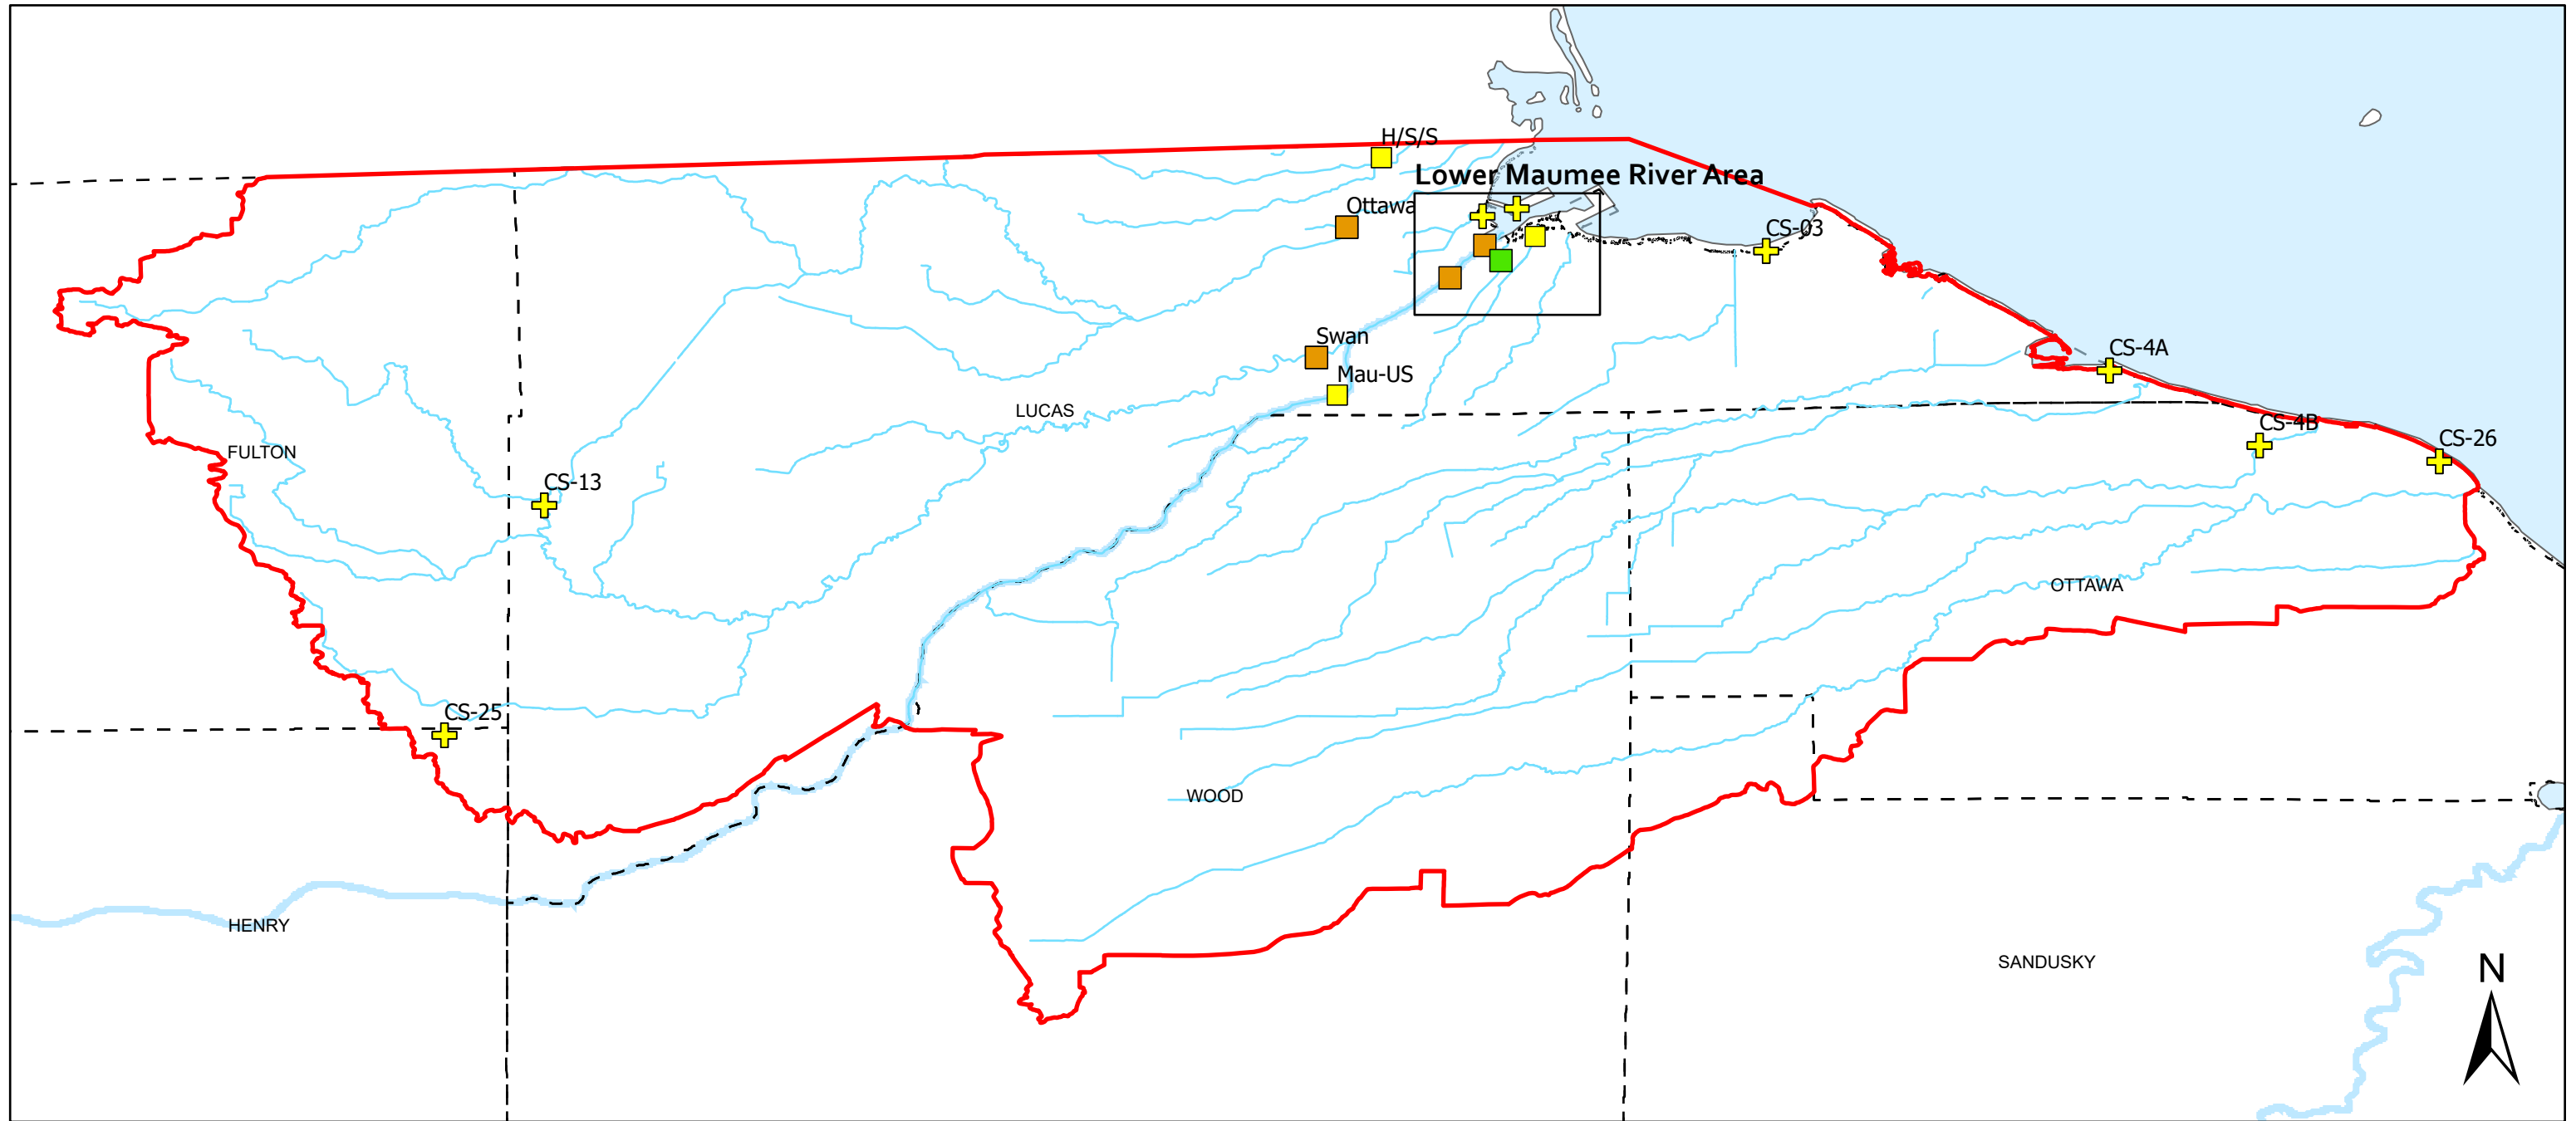 H/S/S
Lower Maumee River Area
Ottawa
CS-03
Swan
CS-4A
Mau-US
LUCAS
CS-4B
CS-26
FULTON
CS-13
OTTAWA
CS-25
WOOD
HENRY
SANDUSKY
N